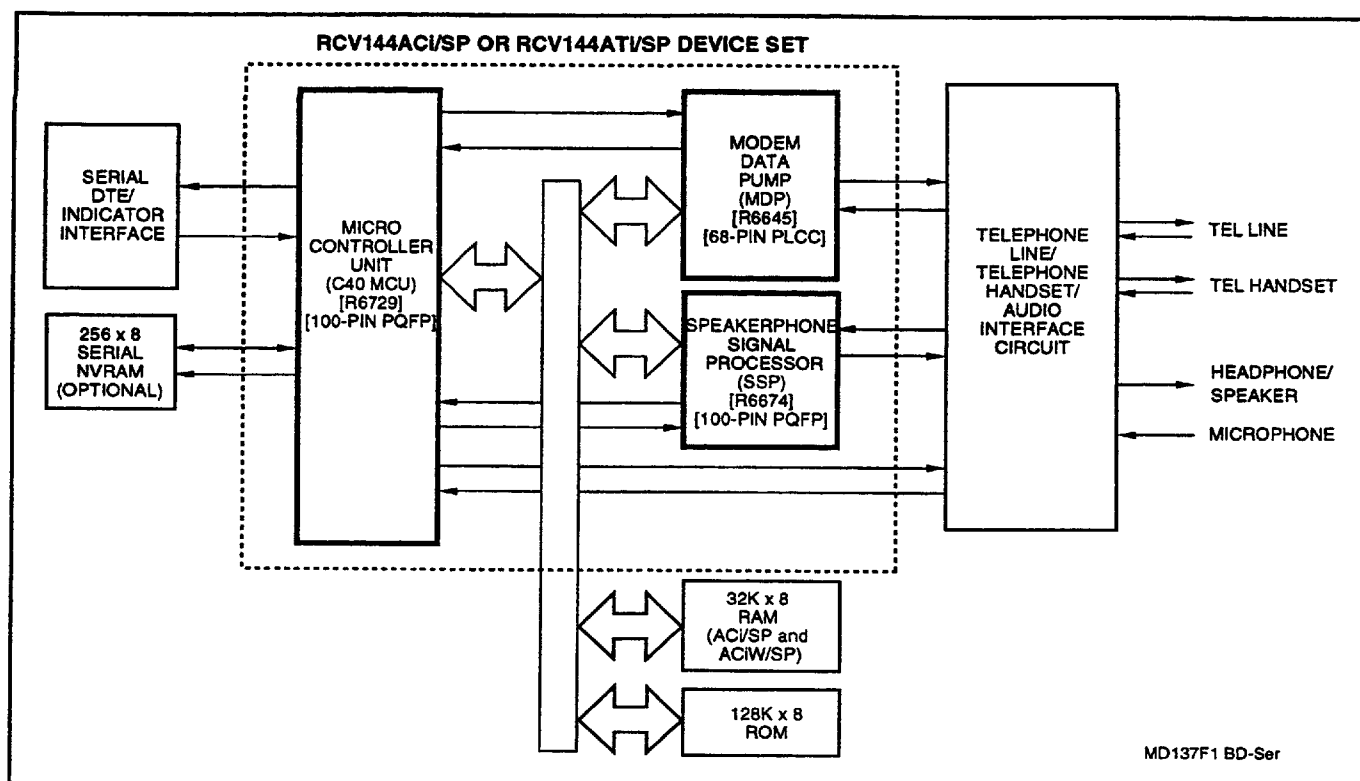 RCV144ACi/SP OR RCV144ATi/SP DEVICE SET
SERIAL
DTE/
INDICATOR
INTERFACE
256 x 8
SERIAL
NVRAM
(OPTIONAL)
MICRO
CONTROLLER
UNIT
(C40 MCU)
[R6729]
[100-PIN PQFP]
MODEM
DATA
PUMP
(MDP)
[R6645]
[68-PIN PLCC]
SPEAKERPHONE
SIGNAL
PROCESSOR
(SSP)
[R6674]
[100-PIN PQFP]
TELEPHONE
LINE/
TELEPHONE
HANDSET/
AUDIO
INTERFACE
CIRCUIT
TEL LINE
TEL HANDSET
HEADPHONE/
SPEAKER
MICROPHONE
32K x 8
RAM
(ACi/SP and
ACiW/SP)
128K x 8
ROM
MD137F1 BD-Ser